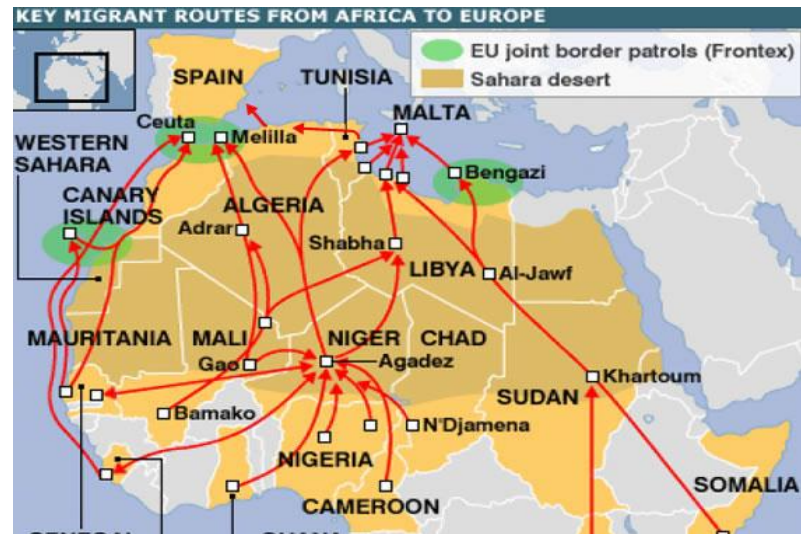 KEY MIGRANT ROUTES FROM AFRICA TO EUROPE
EU joint border patrols (Frontex)
Sahara desert
SPAIN
TUNISIA
MALTA
Ceuta
Melilla
WESTERN
SAHARA
Bengazi
CANARY
ISLANDS
ALGERIA
Adrar
Shabha
LIBYA
Al-Jawf
MAURITANIA
MALI
NIGER
CHAD
Gao
Agadez
Khartoum
SUDAN
Bamako
N'Djamena
NIGERIA
SOMALIA
CAMEROON
SENEGAL
GHANA